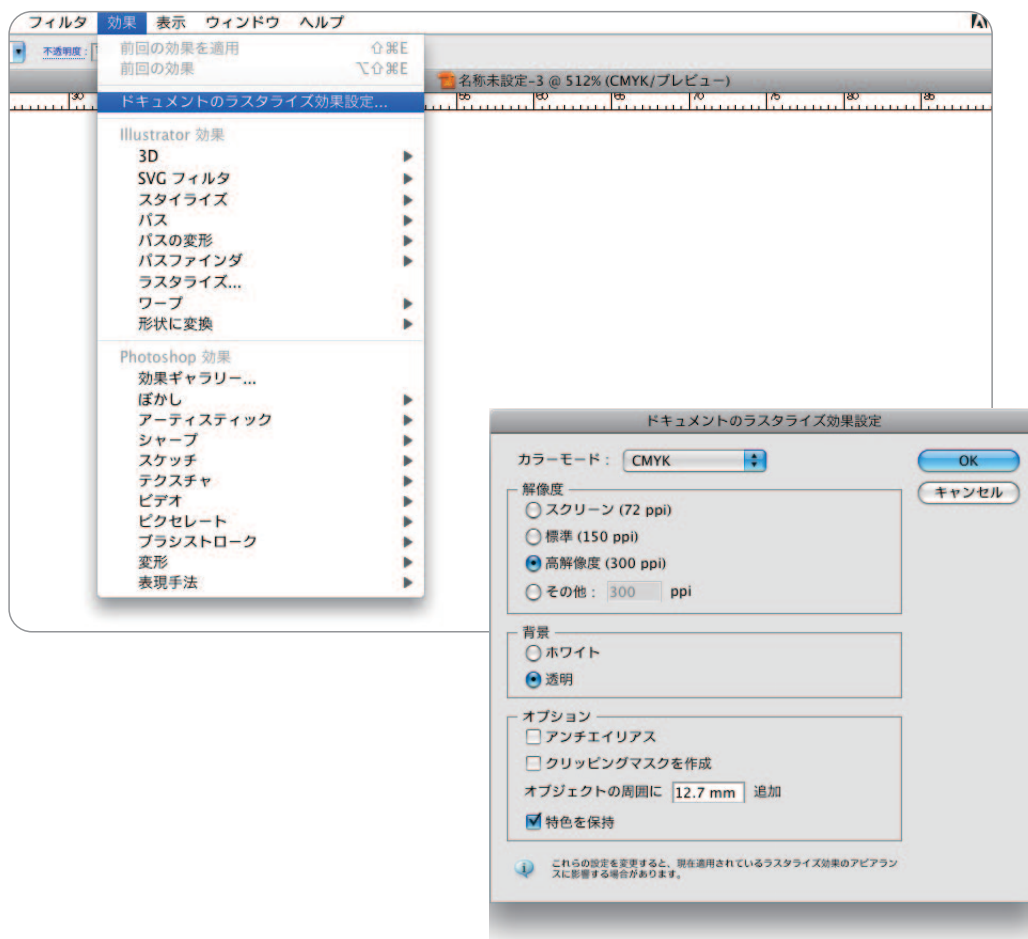 フィルタ 効果 表示 ウィンドウ ヘルプ
不透明度:
前回の効果を適用 ⇧⌘E
前回の効果 ⌥⇧⌘E
名称未設定-3 @ 512% (CMYK/プレビュー)
30 55 60 65 70 75 80 85
ドキュメントのラスタライズ効果設定...
Illustrator 効果
3D
SVG フィルタ
スタイライズ
パス
パスの変形
パスファインダ
ラスタライズ...
ワープ
形状に変換
Photoshop 効果
効果ギャラリー...
ぼかし
アーティスティック
シャープ
スケッチ
テクスチャ
ビデオ
ピクセレート
ブラシストローク
変形
表現手法
ドキュメントのラスタライズ効果設定
カラーモード: CMYK
OK
キャンセル
解像度
スクリーン (72 ppi)
標準 (150 ppi)
高解像度 (300 ppi)
その他: 300 ppi
背景
ホワイト
透明
オプション
アンチエイリアス
クリッピングマスクを作成
オブジェクトの周囲に 12.7 mm 追加
特色を保持
これらの設定を変更すると、現在適用されているラスタライズ効果のアピアラン
スに影響する場合があります。